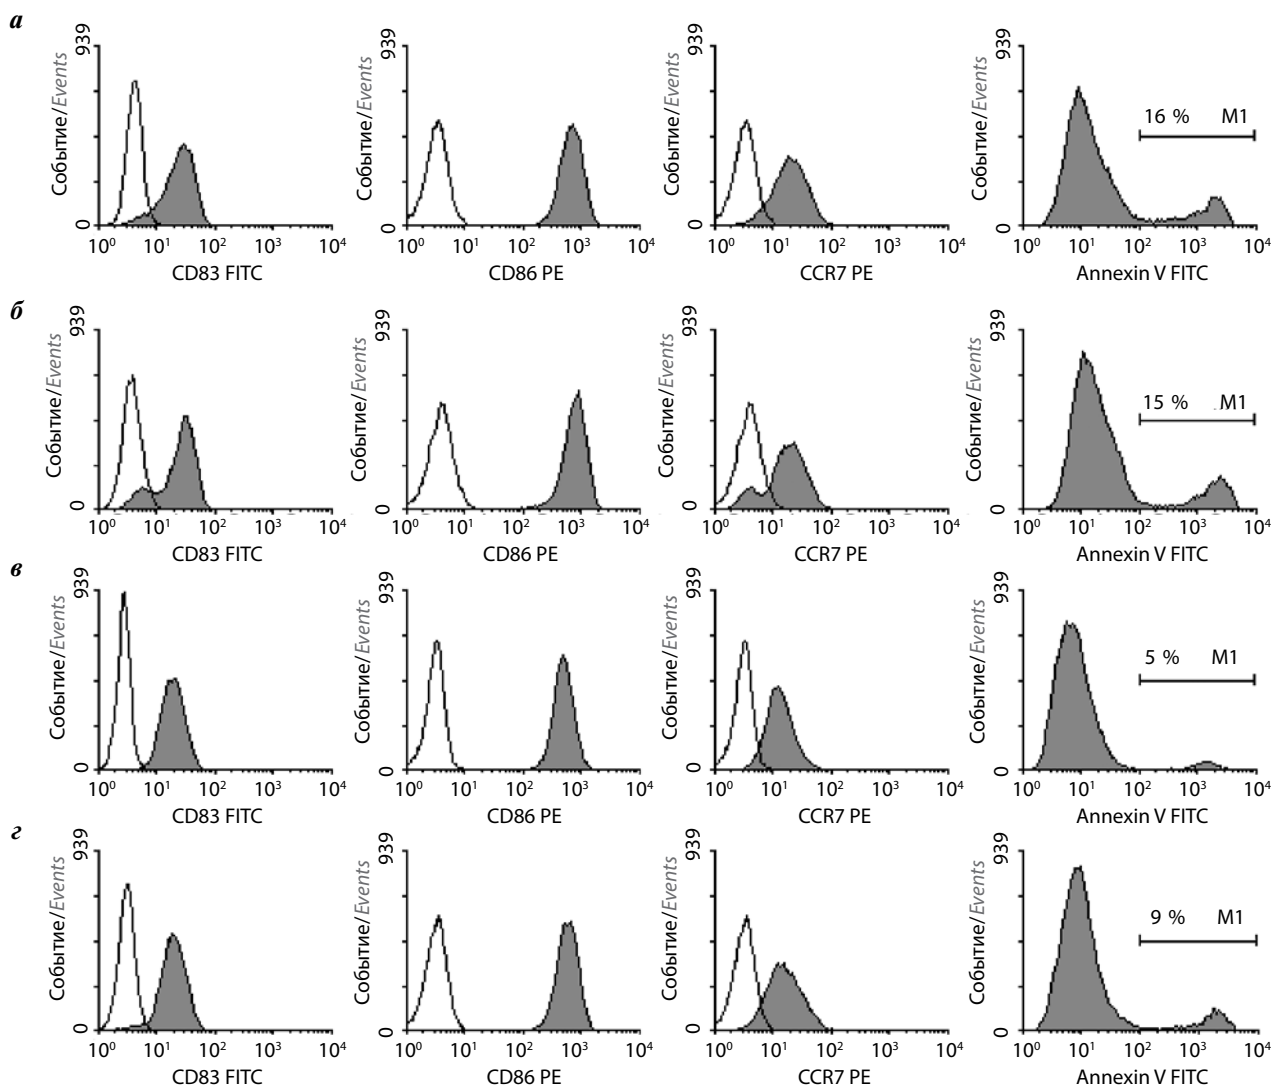 а
939
Событие/Events
0
10⁰ 10¹ 10² 10³ 10⁴
CD83 FITC
939
Событие/Events
0
10⁰ 10¹ 10² 10³ 10⁴
CD86 PE
939
Событие/Events
0
10⁰ 10¹ 10² 10³ 10⁴
CCR7 PE
939
Событие/Events
0
16 % M1
10⁰ 10¹ 10² 10³ 10⁴
Annexin V FITC
б
939
Событие/Events
0
10⁰ 10¹ 10² 10³ 10⁴
CD83 FITC
939
Событие/Events
0
10⁰ 10¹ 10² 10³ 10⁴
CD86 PE
939
Событие/Events
0
10⁰ 10¹ 10² 10³ 10⁴
CCR7 PE
939
Событие/Events
0
15 % M1
10⁰ 10¹ 10² 10³ 10⁴
Annexin V FITC
в
939
Событие/Events
0
10⁰ 10¹ 10² 10³ 10⁴
CD83 FITC
939
Событие/Events
0
10⁰ 10¹ 10² 10³ 10⁴
CD86 PE
939
Событие/Events
0
10⁰ 10¹ 10² 10³ 10⁴
CCR7 PE
939
Событие/Events
0
5 % M1
10⁰ 10¹ 10² 10³ 10⁴
Annexin V FITC
г
939
Событие/Events
0
10⁰ 10¹ 10² 10³ 10⁴
CD83 FITC
939
Событие/Events
0
10⁰ 10¹ 10² 10³ 10⁴
CD86 PE
939
Событие/Events
0
10⁰ 10¹ 10² 10³ 10⁴
CCR7 PE
939
Событие/Events
0
9 % M1
10⁰ 10¹ 10² 10³ 10⁴
Annexin V FITC